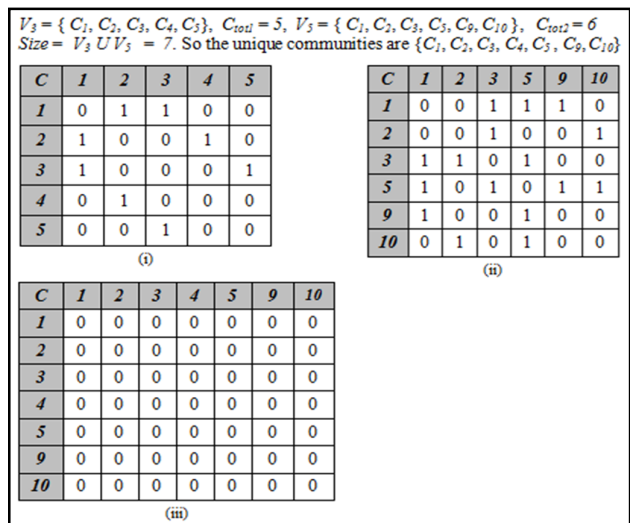 V3 = { C1, C2, C3, C4, C5}, Ctot1 = 5, V5 = { C1, C2, C3, C5, C9, C10 }, Ctot2 = 6
Size = V3 U V5 = 7. So the unique communities are {C1, C2, C3, C4, C5 , C9, C10}
C 1 2 3 4 5
1 0 1 1 0 0
2 1 0 0 1 0
3 1 0 0 0 1
4 0 1 0 0 0
5 0 0 1 0 0
(i)
C 1 2 3 5 9 10
1 0 0 1 1 1 0
2 0 0 1 0 0 1
3 1 1 0 1 0 0
5 1 0 1 0 1 1
9 1 0 0 1 0 0
10 0 1 0 1 0 0
(ii)
C 1 2 3 4 5 9 10
1 0 0 0 0 0 0 0
2 0 0 0 0 0 0 0
3 0 0 0 0 0 0 0
4 0 0 0 0 0 0 0
5 0 0 0 0 0 0 0
9 0 0 0 0 0 0 0
10 0 0 0 0 0 0 0
(iii)